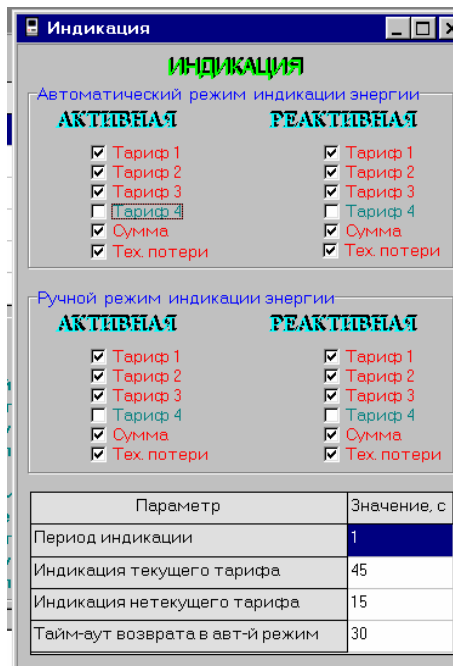 Индикация
ИНДИКАЦИЯ
Автоматический режим индикации энергии
АКТИВНАЯ РЕАКТИВНАЯ
Тариф 1 Тариф 1
Тариф 2 Тариф 2
Тариф 3 Тариф 3
Тариф 4 Тариф 4
Сумма Сумма
Тех. потери Тех. потери
Ручной режим индикации энергии
АКТИВНАЯ РЕАКТИВНАЯ
Тариф 1 Тариф 1
Тариф 2 Тариф 2
Тариф 3 Тариф 3
Тариф 4 Тариф 4
Сумма Сумма
Тех. потери Тех. потери
Параметр Значение, с
Период индикации 1
Индикация текущего тарифа 45
Индикация нетекущего тарифа 15
Тайм-аут возврата в авт-й режим 30